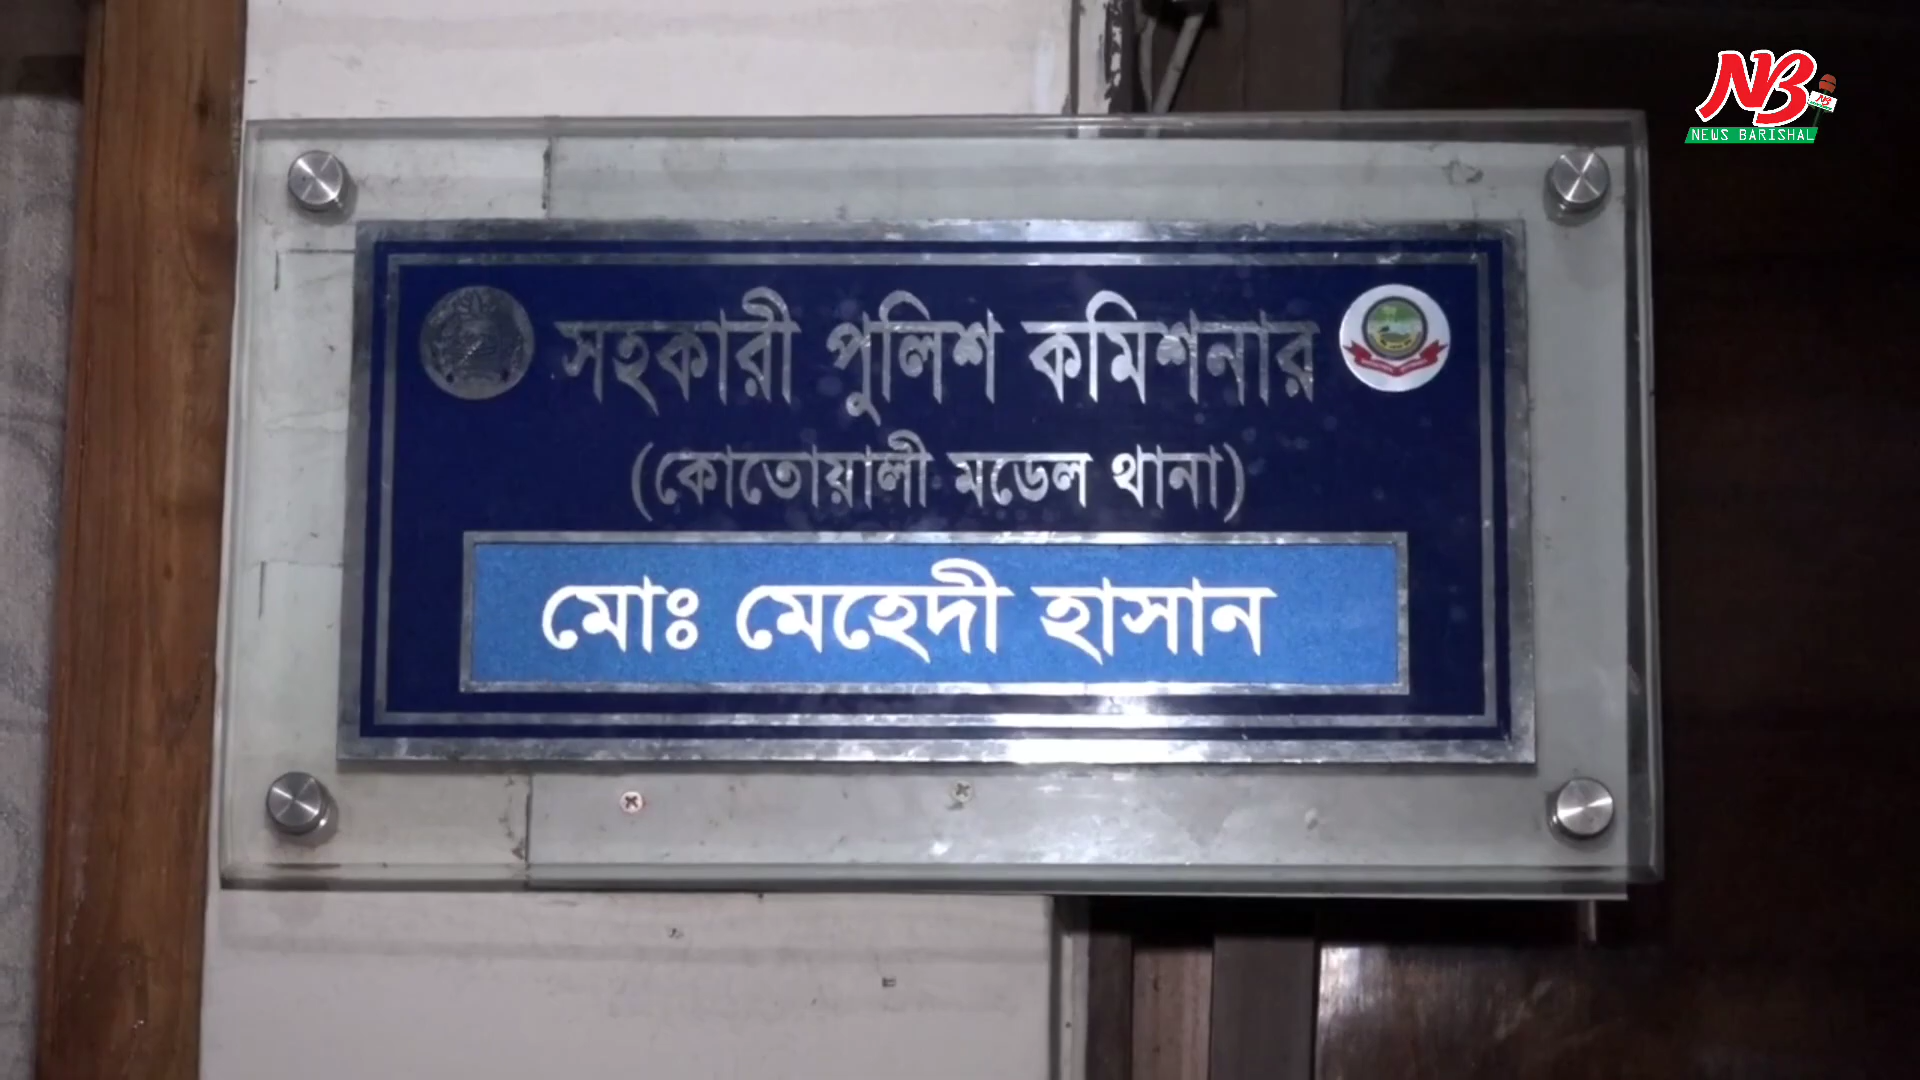 NB
NEWS BARISHAL
সহকারী পুলিশ কমিশনার
(কোতোয়ালী মডেল থানা)
মোঃ মেহেদী হাসান